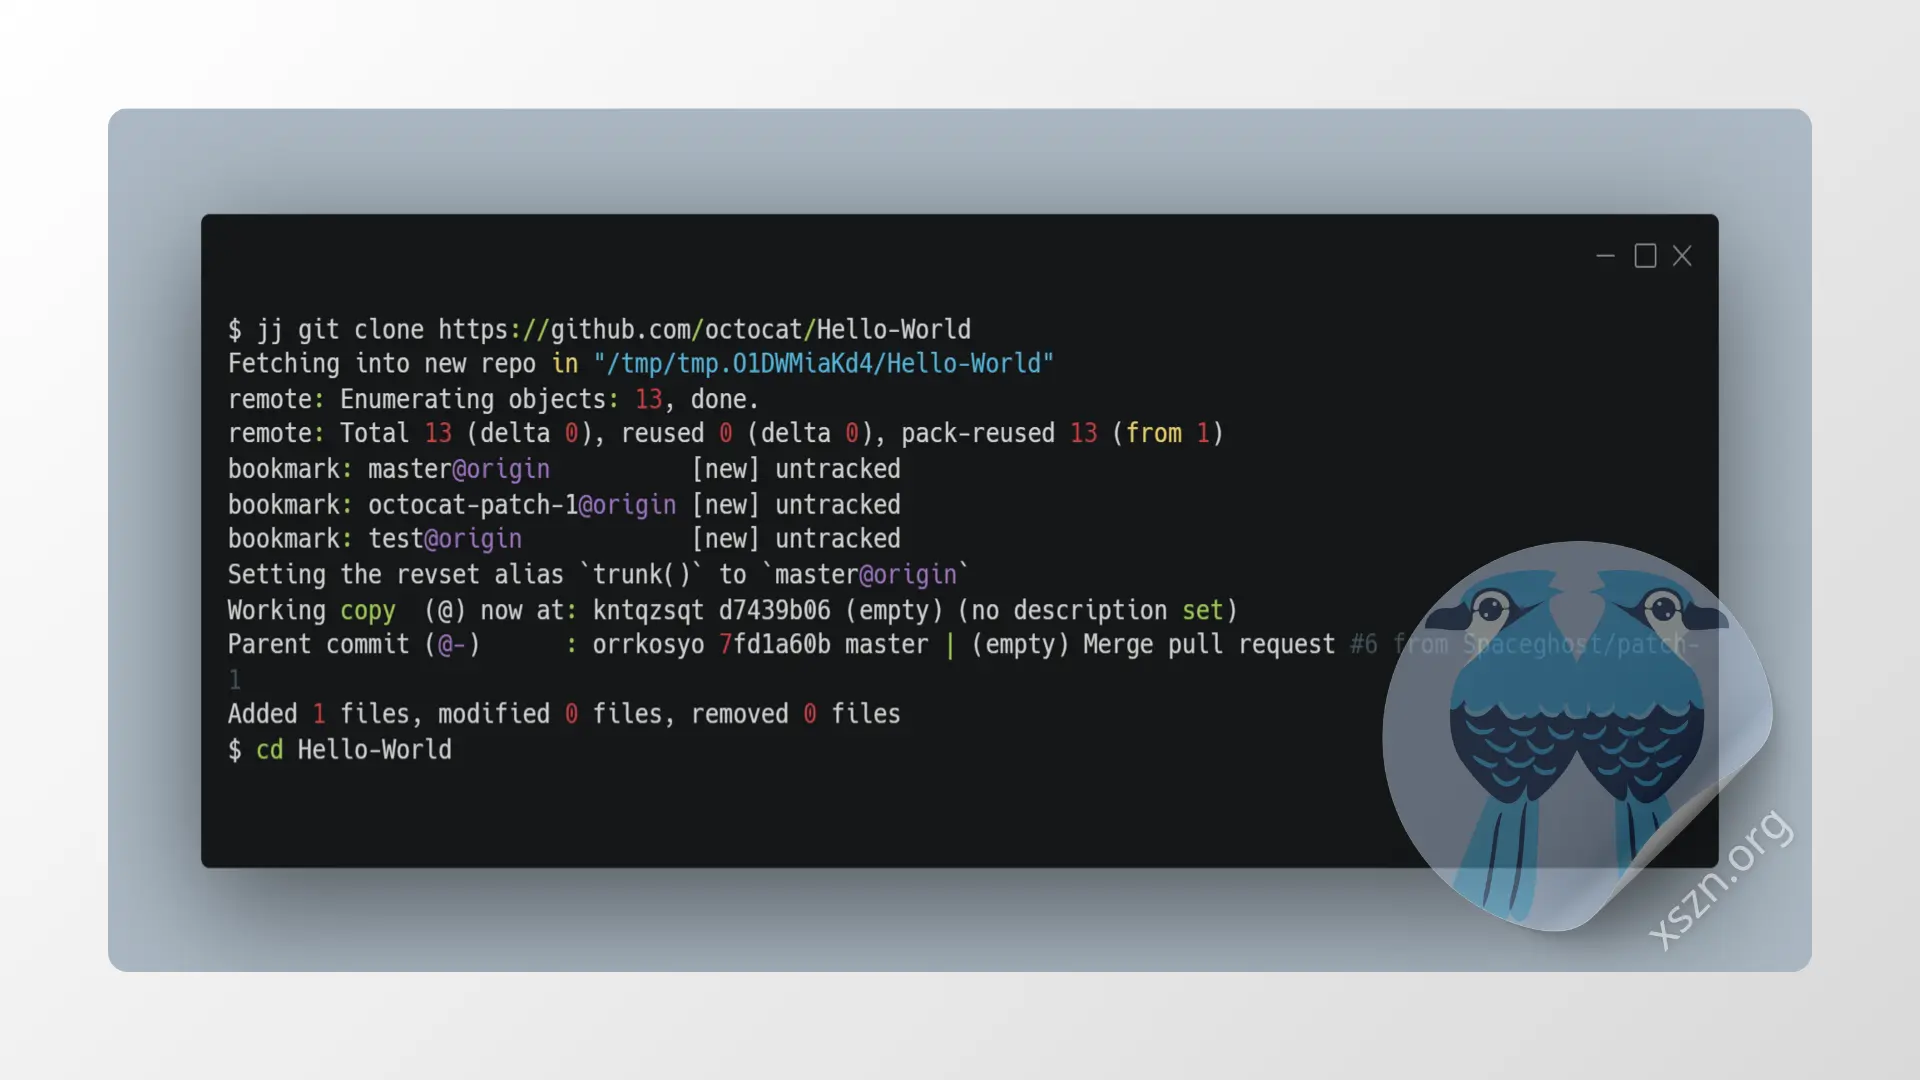 $ jj git clone https://github.com/octocat/Hello-World
Fetching into new repo in "/tmp/tmp.O1DWMiaKd4/Hello-World"
remote: Enumerating objects: 13, done.
remote: Total 13 (delta 0), reused 0 (delta 0), pack-reused 13 (from 1)
bookmark: master@origin          [new] untracked
bookmark: octocat-patch-1@origin [new] untracked
bookmark: test@origin            [new] untracked
Setting the revset alias `trunk()` to `master@origin`
Working copy  (@) now at: kntqzsqt d7439b06 (empty) (no description set)
Parent commit (@-)      : orrkosyo 7fd1a60b master | (empty) Merge pull request #6 from Spaceghost/patch-
1
Added 1 files, modified 0 files, removed 0 files
$ cd Hello-World
xszn.org